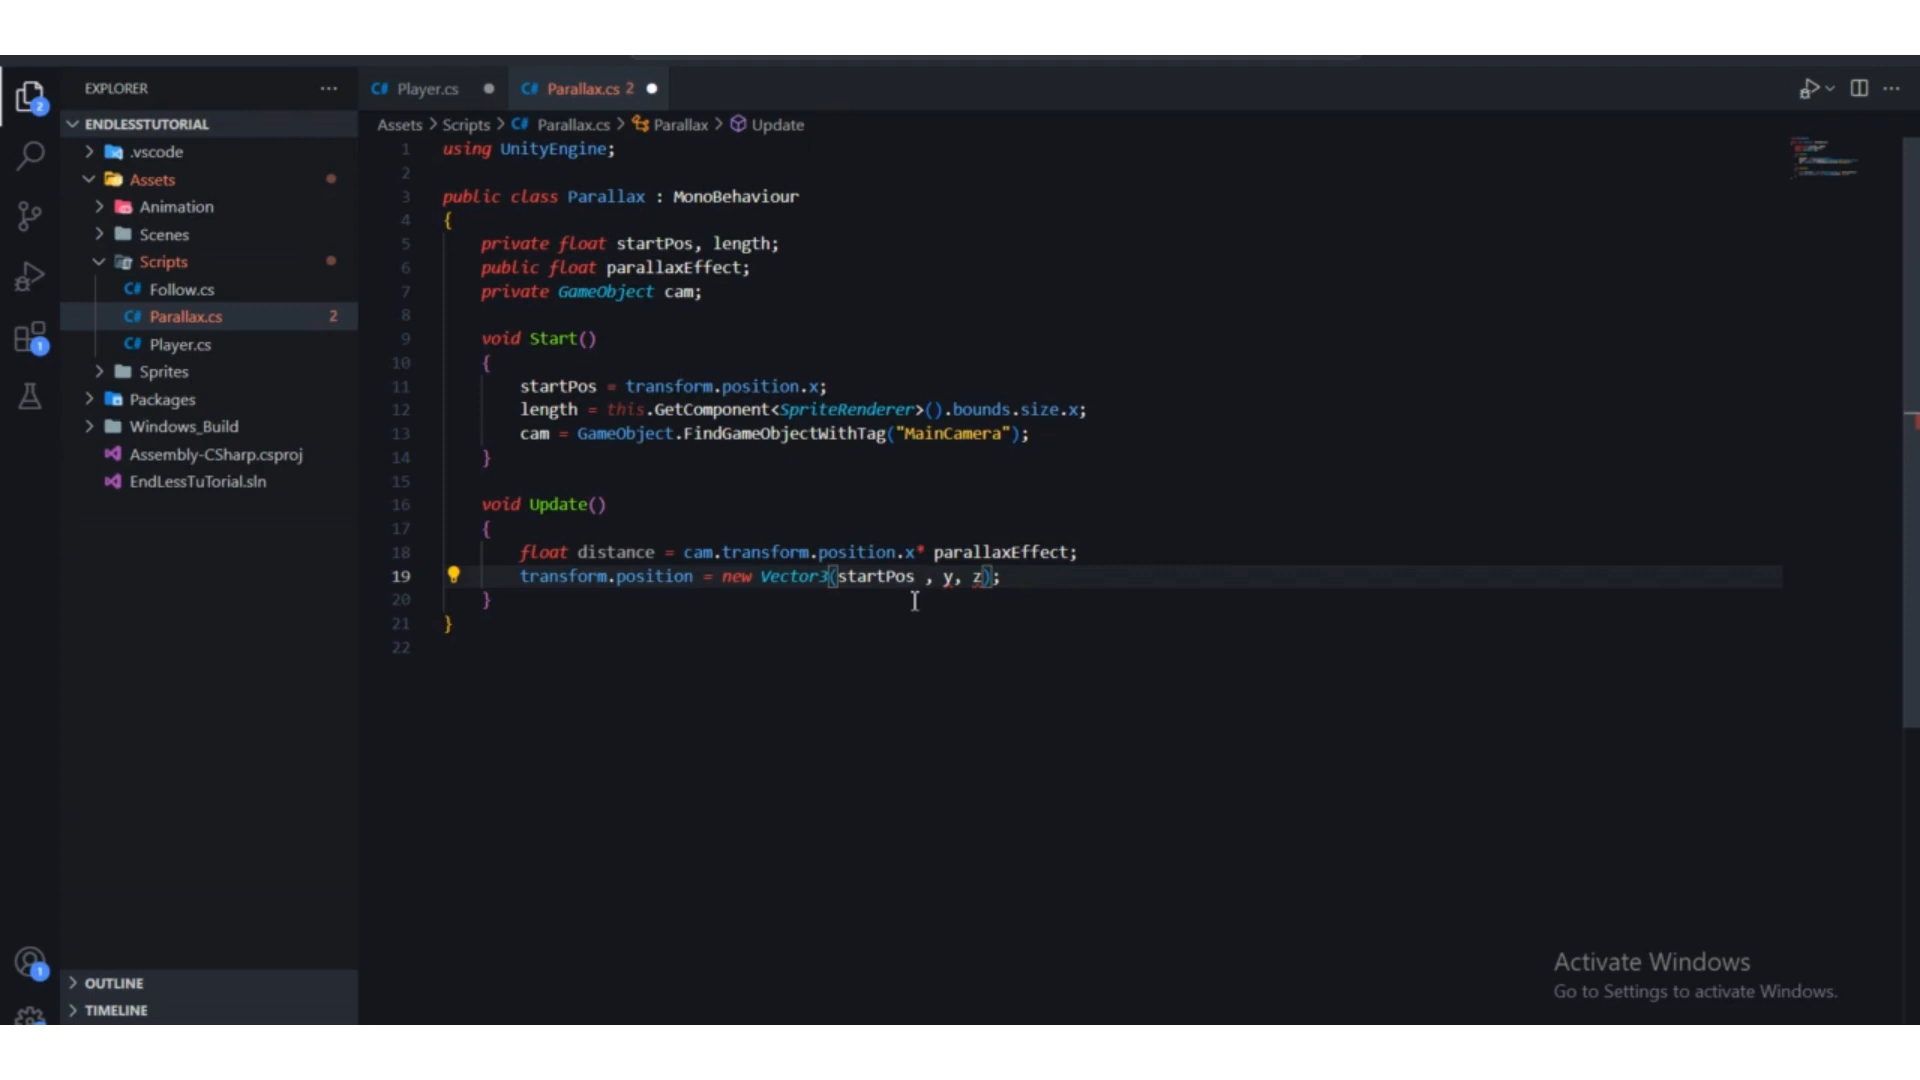 EXPLORER
ENDLESSTUTORIAL
.vscode
Assets
Animation
Scenes
Scripts
Follow.cs
Parallax.cs 2
Player.cs
Sprites
Packages
Windows_Build
Assembly-CSharp.csproj
EndLessTuTorial.sln
OUTLINE
TIMELINE
2
1
1
C# Player.cs
C# Parallax.cs 2
Assets > Scripts > C# Parallax.cs > Parallax > Update
1 using UnityEngine;
2
3 public class Parallax : MonoBehaviour
4 {
5 private float startPos, length;
6 public float parallaxEffect;
7 private GameObject cam;
8
9 void Start()
10 {
11 startPos = transform.position.x;
12 length = this.GetComponent<SpriteRenderer>().bounds.size.x;
13 cam = GameObject.FindGameObjectWithTag("MainCamera");
14 }
15
16 void Update()
17 {
18 float distance = cam.transform.position.x* parallaxEffect;
19 transform.position = new Vector3(startPos , y, z);
20 }
21 }
22
Activate Windows
Go to Settings to activate Windows.